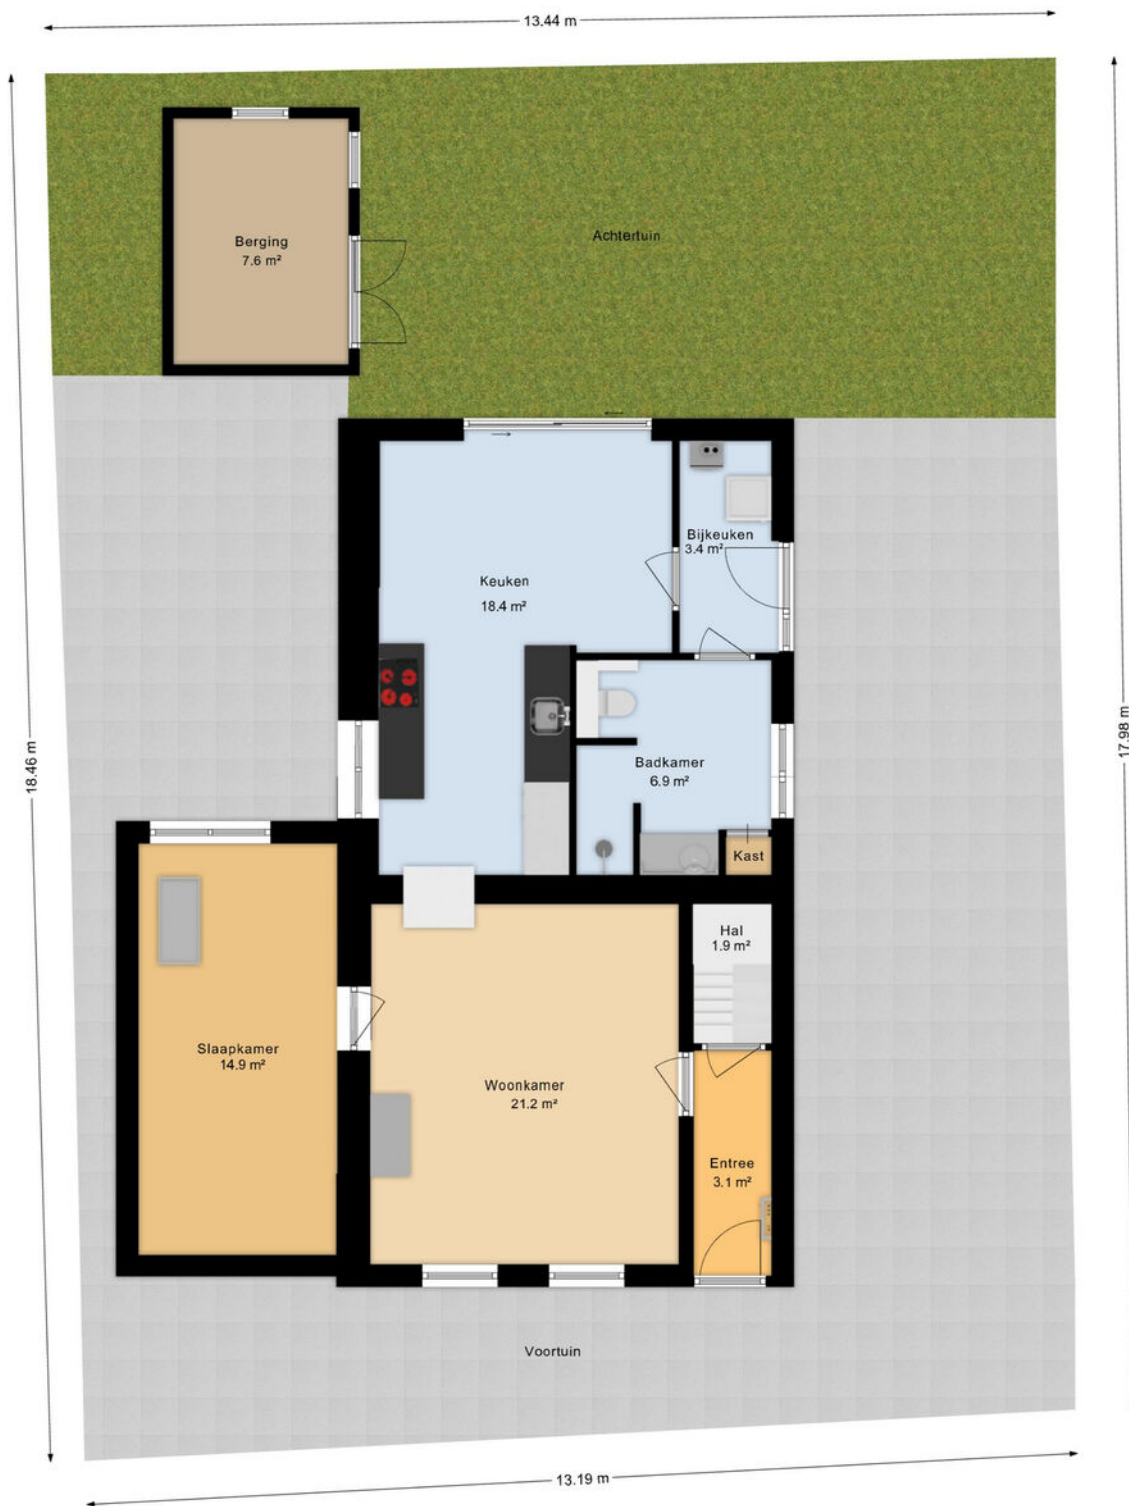 13.44 m
Berging
7.6 m²
Achtertuin
Bijkeuken
3.4 m²
Keuken
18.4 m²
18.46 m
17.98 m
Badkamer
6.9 m²
Kast
Hal
1.9 m²
Slaapkamer
14.9 m²
Woonkamer
21.2 m²
Entree
3.1 m²
Voortuin
13.19 m